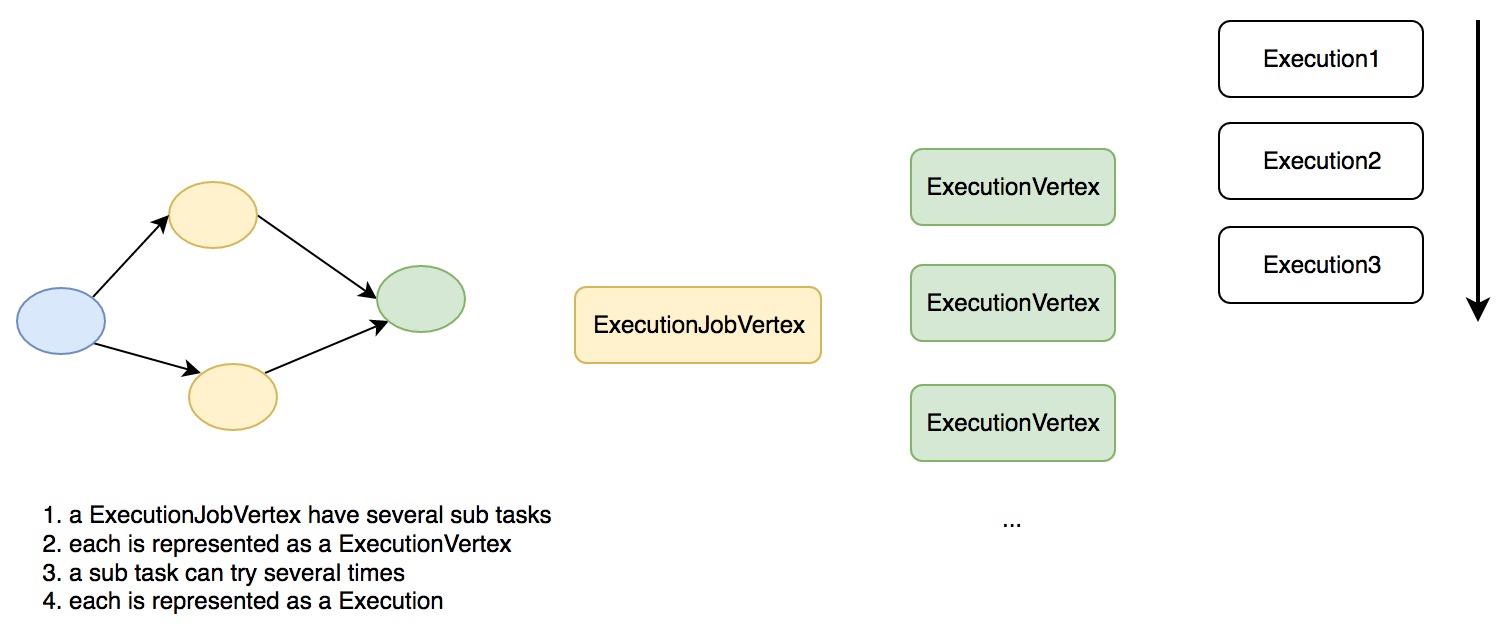 Execution1
Execution2
ExecutionVertex
Execution3
ExecutionVertex
ExecutionJobVertex
ExecutionVertex
...
1. a ExecutionJobVertex have several sub tasks
2. each is represented as a ExecutionVertex
3. a sub task can try several times
4. each is represented as a Execution